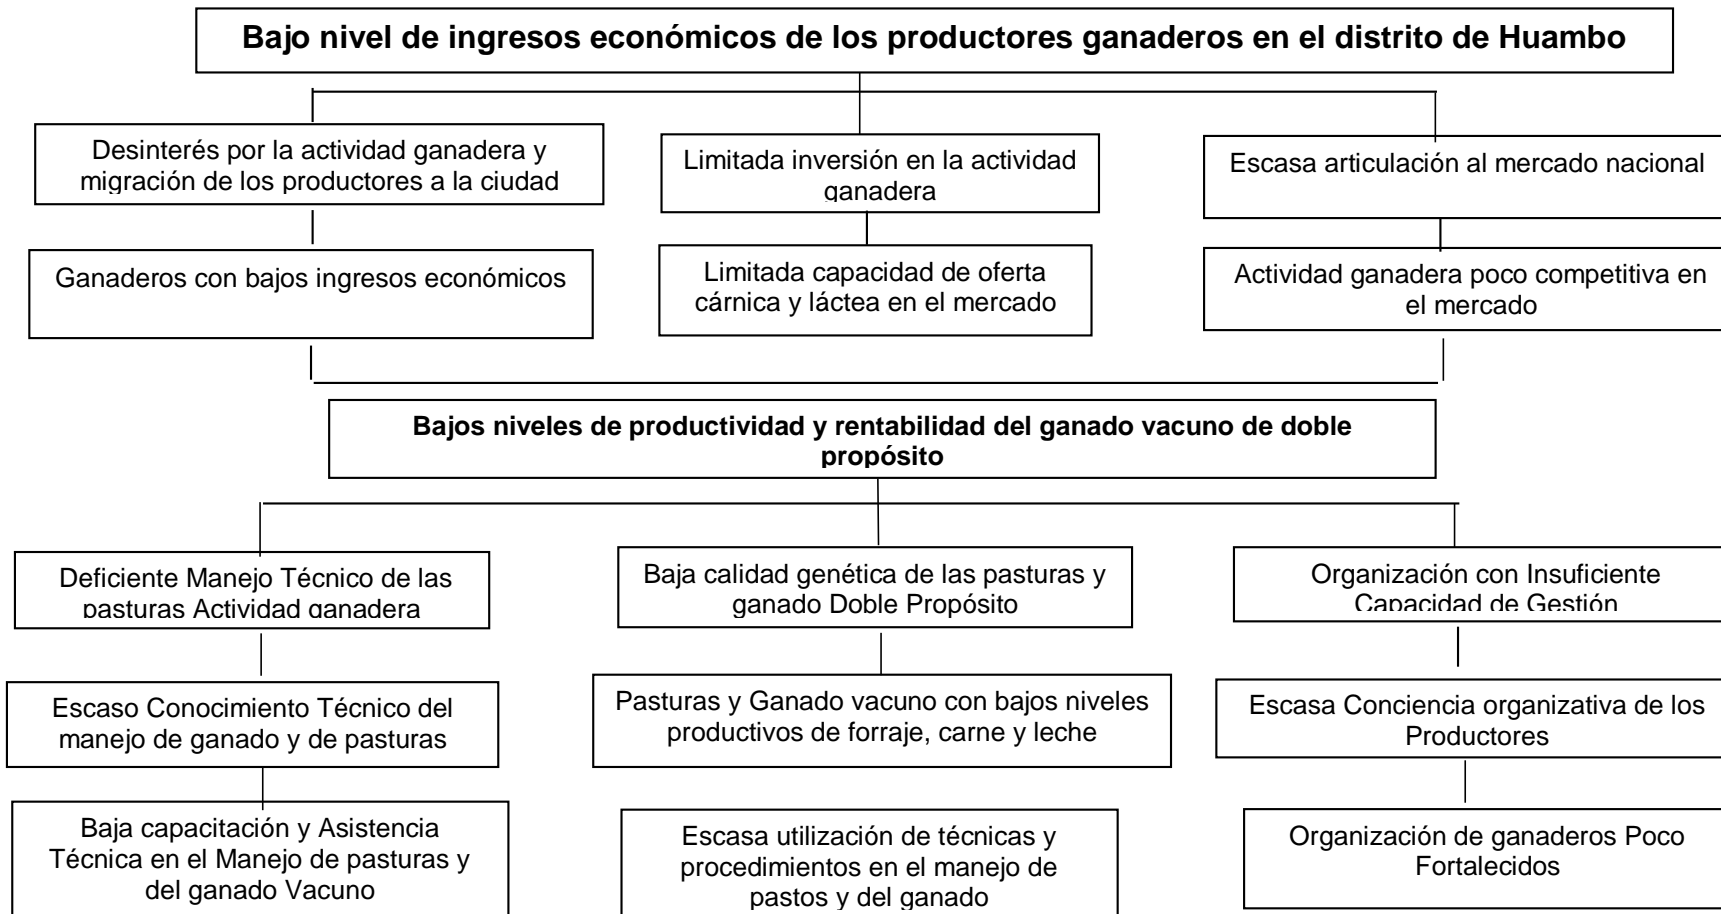 Bajo nivel de ingresos económicos de los productores ganaderos en el distrito de Huambo
Desinterés por la actividad ganadera y
migración de los productores a la ciudad
Limitada inversión en la actividad
ganadera
Escasa articulación al mercado nacional
Ganaderos con bajos ingresos económicos
Limitada capacidad de oferta
cárnica y láctea en el mercado
Actividad ganadera poco competitiva en
el mercado
Bajos niveles de productividad y rentabilidad del ganado vacuno de doble
propósito
Deficiente Manejo Técnico de las
pasturas Actividad ganadera
Baja calidad genética de las pasturas y
ganado Doble Propósito
Organización con Insuficiente
Capacidad de Gestión
Escaso Conocimiento Técnico del
manejo de ganado y de pasturas
Pasturas y Ganado vacuno con bajos niveles
productivos de forraje, carne y leche
Escasa Conciencia organizativa de los
Productores
Baja capacitación y Asistencia
Técnica en el Manejo de pasturas y
del ganado Vacuno
Escasa utilización de técnicas y
procedimientos en el manejo de
pastos y del ganado
Organización de ganaderos Poco
Fortalecidos